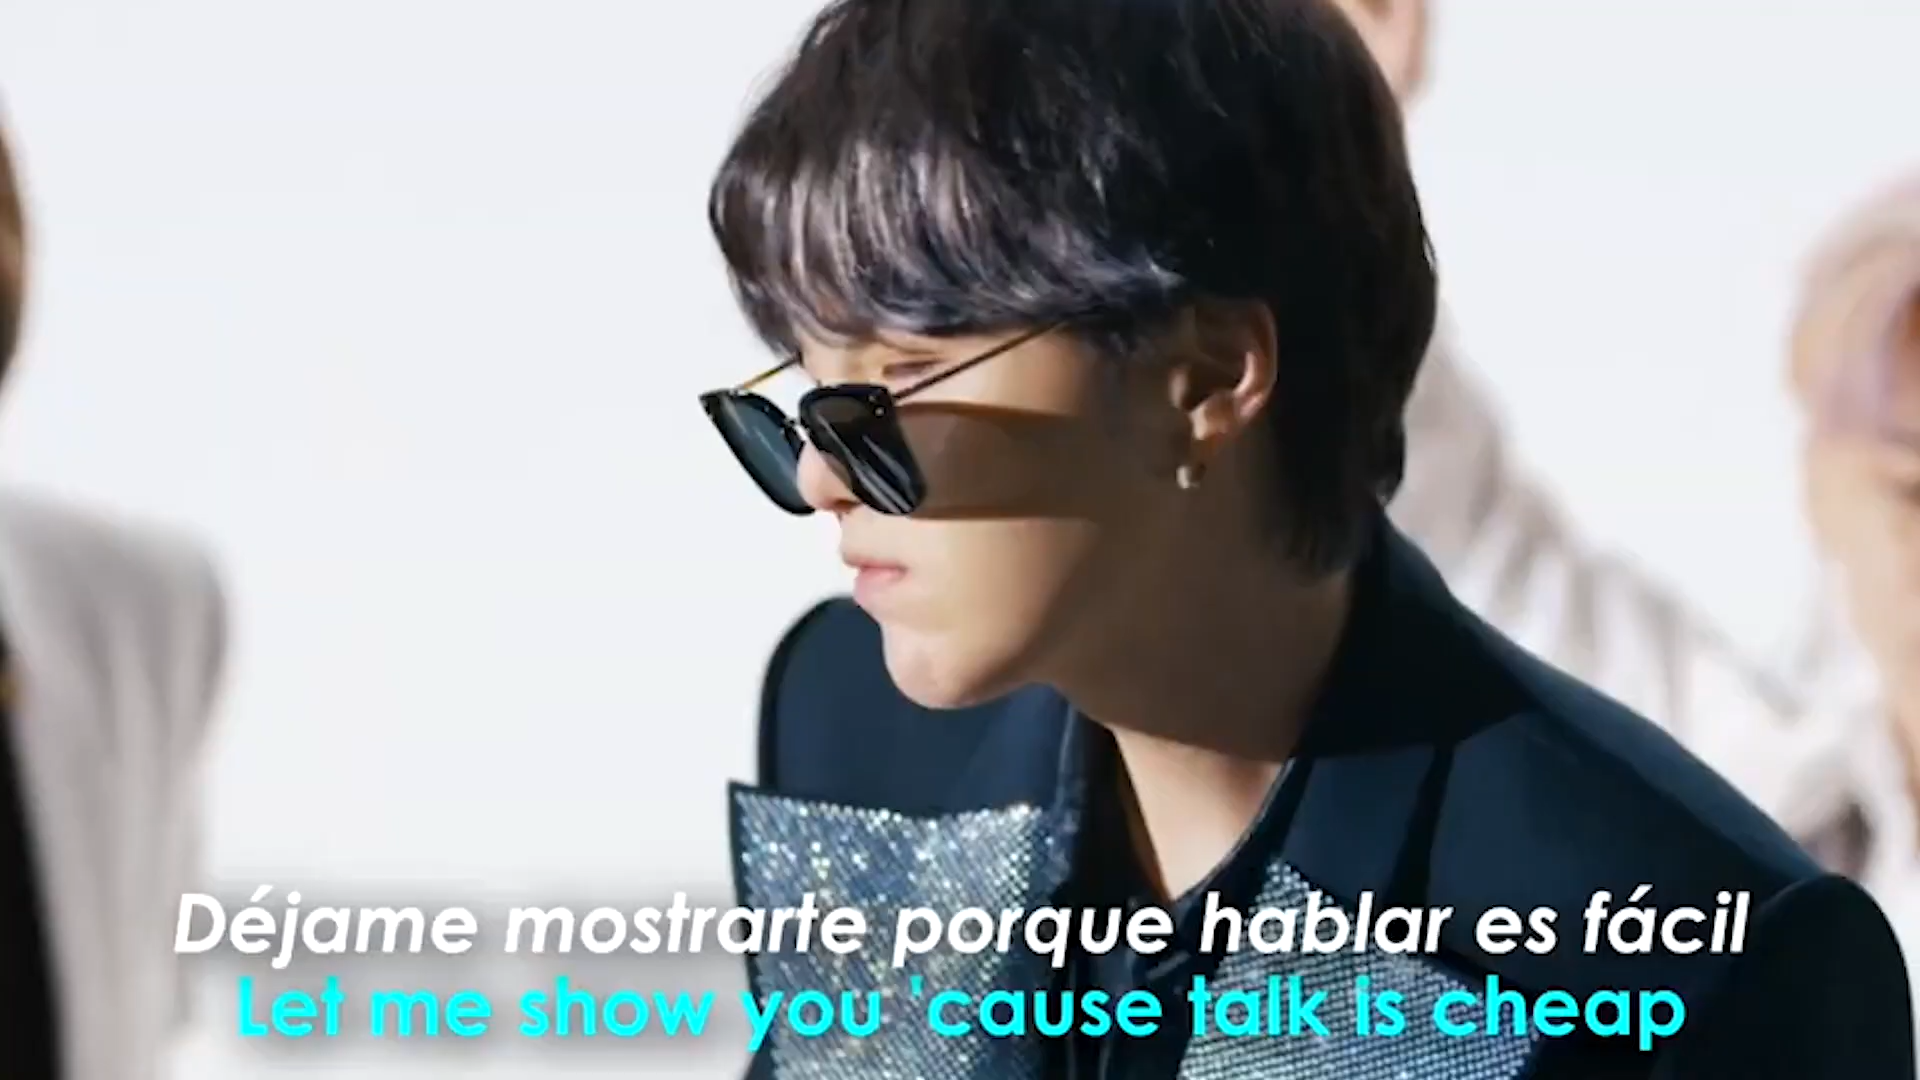 Déjame mostrarte porque hablar es fácil
Let me show you 'cause talk is cheap